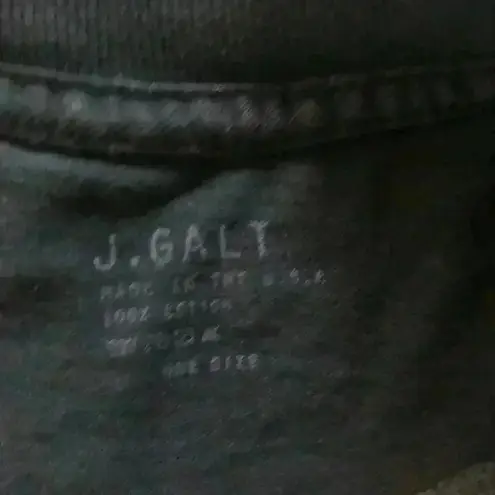 J.GALT
MADE IN THE U.S.A
100% COTTON
ONE SIZE